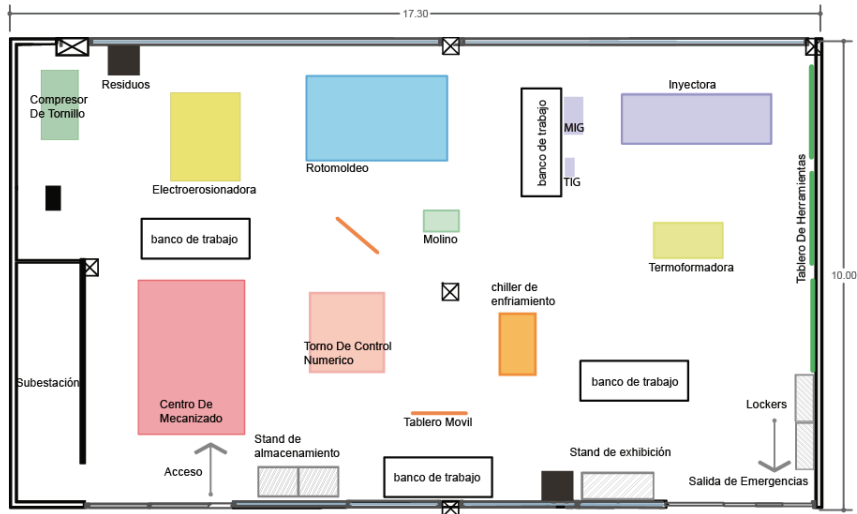 17.30
Residuos
Compresor
De Tornillo
Electroerosionadora
Rotomoldeo
banco de trabajo
MIG
TIG
Inyectora
Tablero De Herramientas
banco de trabajo
Molino
Termoformadora
10.00
chiller de
enfriamiento
Torno De Control
Numerico
Subestación
Centro De
Mecanizado
banco de trabajo
Lockers
Tablero Movil
Stand de
almacenamiento
Acceso
Stand de exhibición
banco de trabajo
Salida de Emergencias